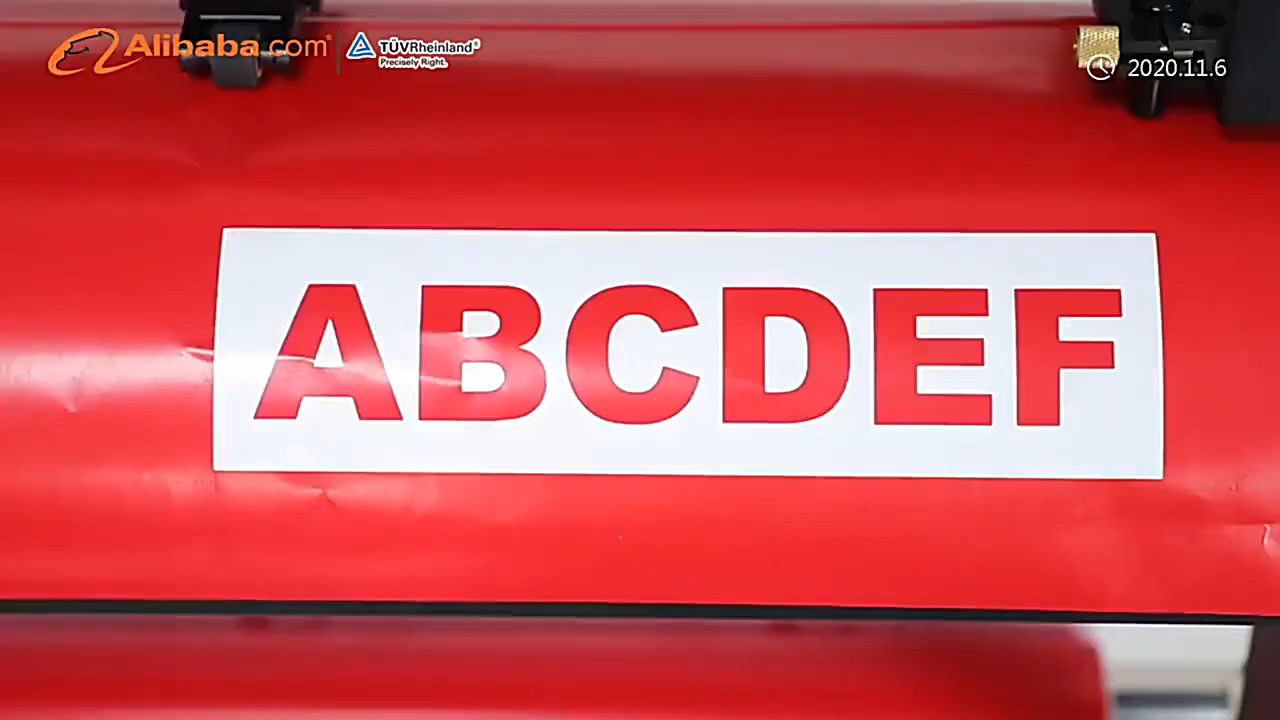 Alibaba.com
TÜVRheinland®
Precisely Right.
2020.11.6
ABCDEF